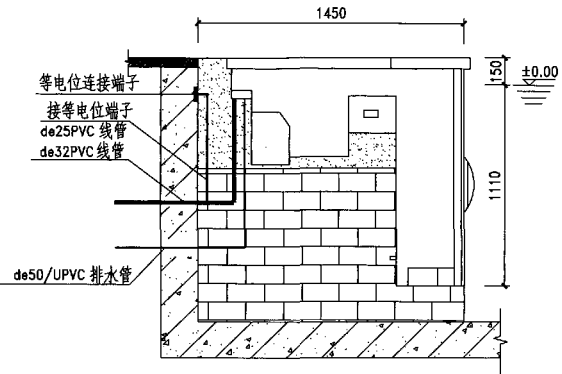 1450
150
±0.00
等电位连接端子
接等电位端子
de25PVC 线管
de32PVC 线管
1110
de50/UPVC 排水管